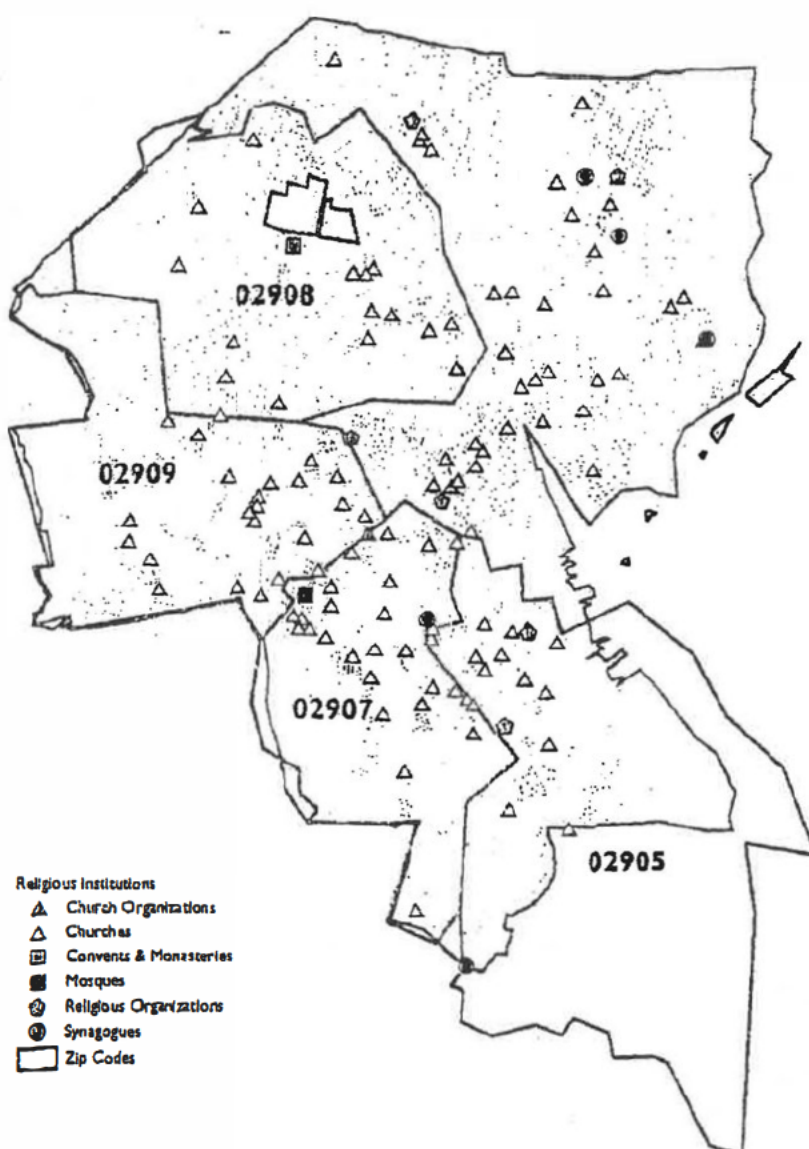 02908
02909
02907
02905
Religious Institutions
Church Organizations
Churches
Convents & Monasteries
Mosques
Religious Organizations
Synagogues
Zip Codes